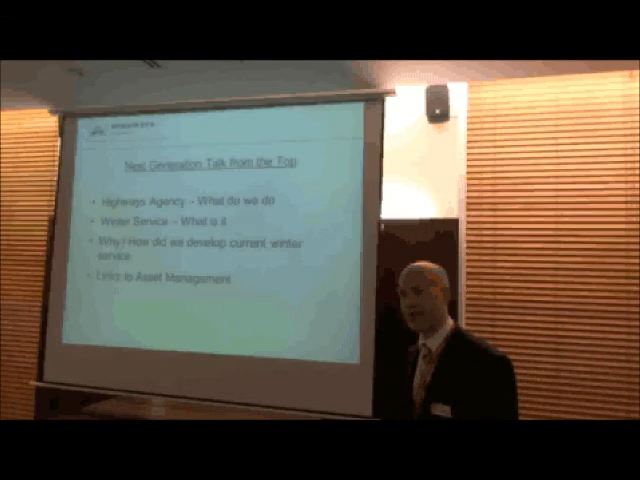 Next Generation Talk from the Top
• Highways Agency – What do we do
• Winter Service – What is it
• Why / How did we develop current winter
service
• Links to Asset Management